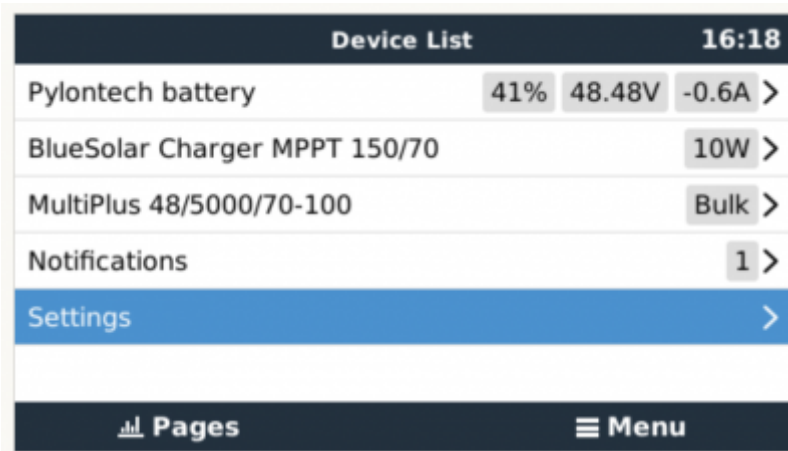 Device List 16:18
Pylontech battery 41% 48.48V -0.6A
BlueSolar Charger MPPT 150/70 10W
MultiPlus 48/5000/70-100 Bulk
Notifications 1
Settings
Pages Menu